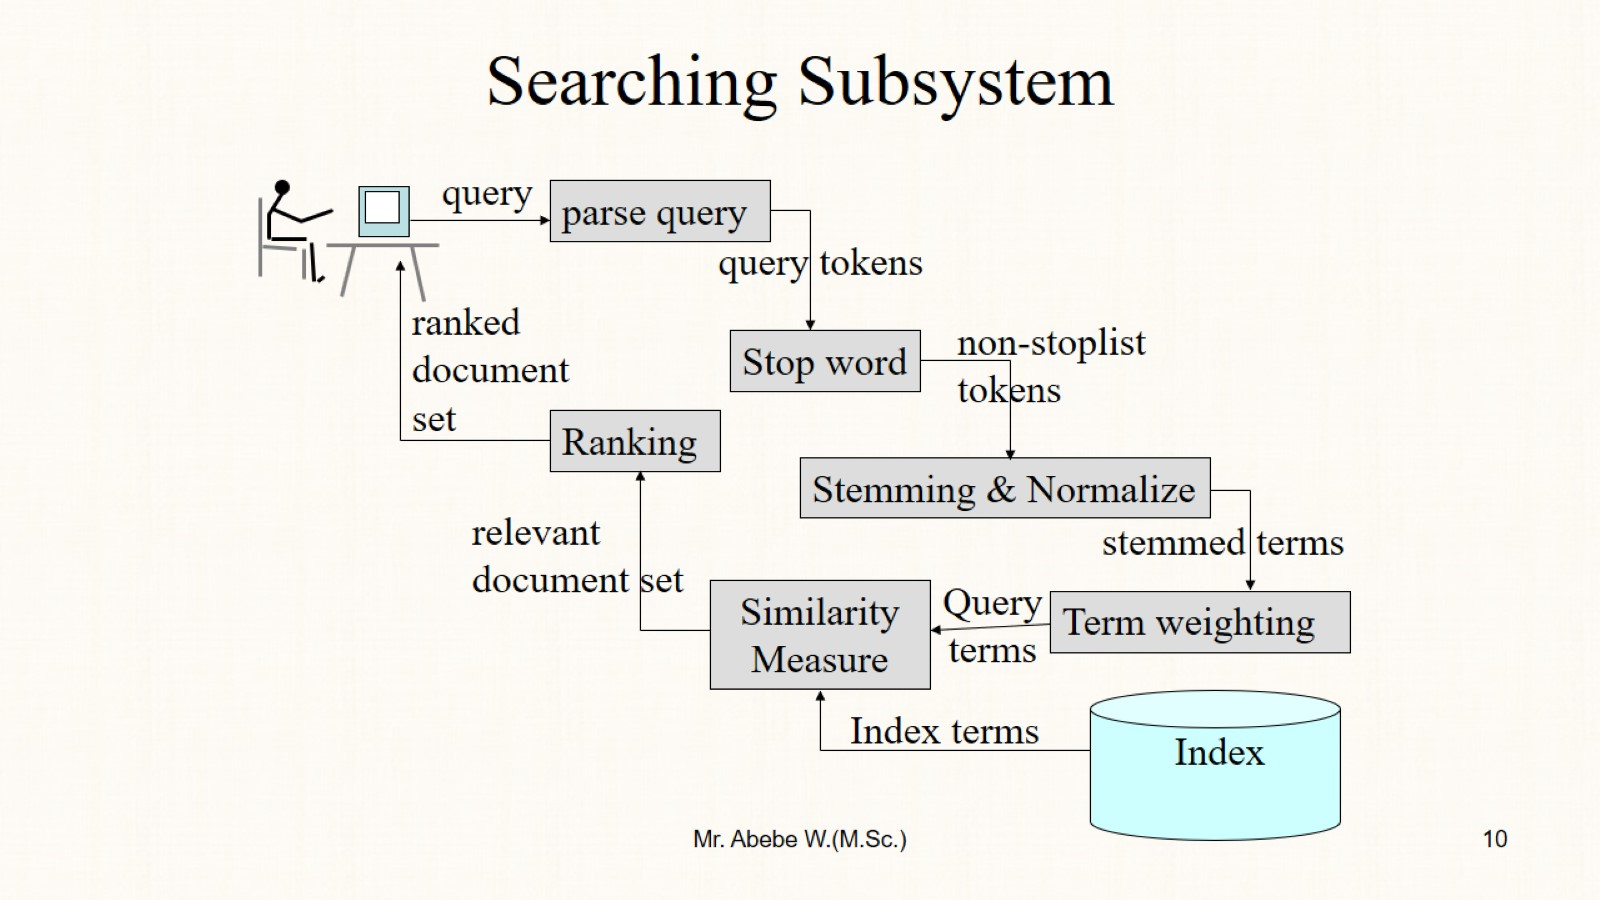 Searching Subsystem
query
parse query
query tokens
ranked
document
set
Stop word
non-stoplist
tokens
Ranking
Stemming & Normalize
relevant
document set
stemmed terms
Similarity
Measure
Query
terms
Term weighting
Index terms
Index
Mr. Abebe W.(M.Sc.)
10